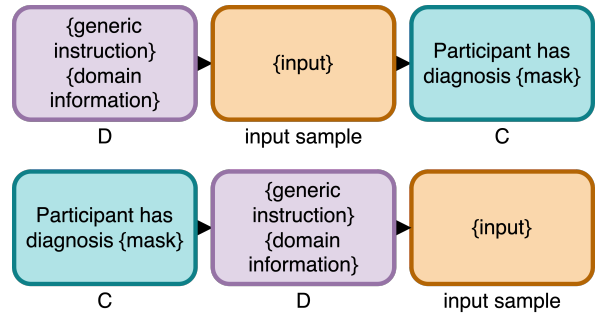 {generic
instruction}
{domain
information}
{input}
Participant has
diagnosis {mask}
D
input sample
C
Participant has
diagnosis {mask}
{generic
instruction}
{domain
information}
{input}
C
D
input sample